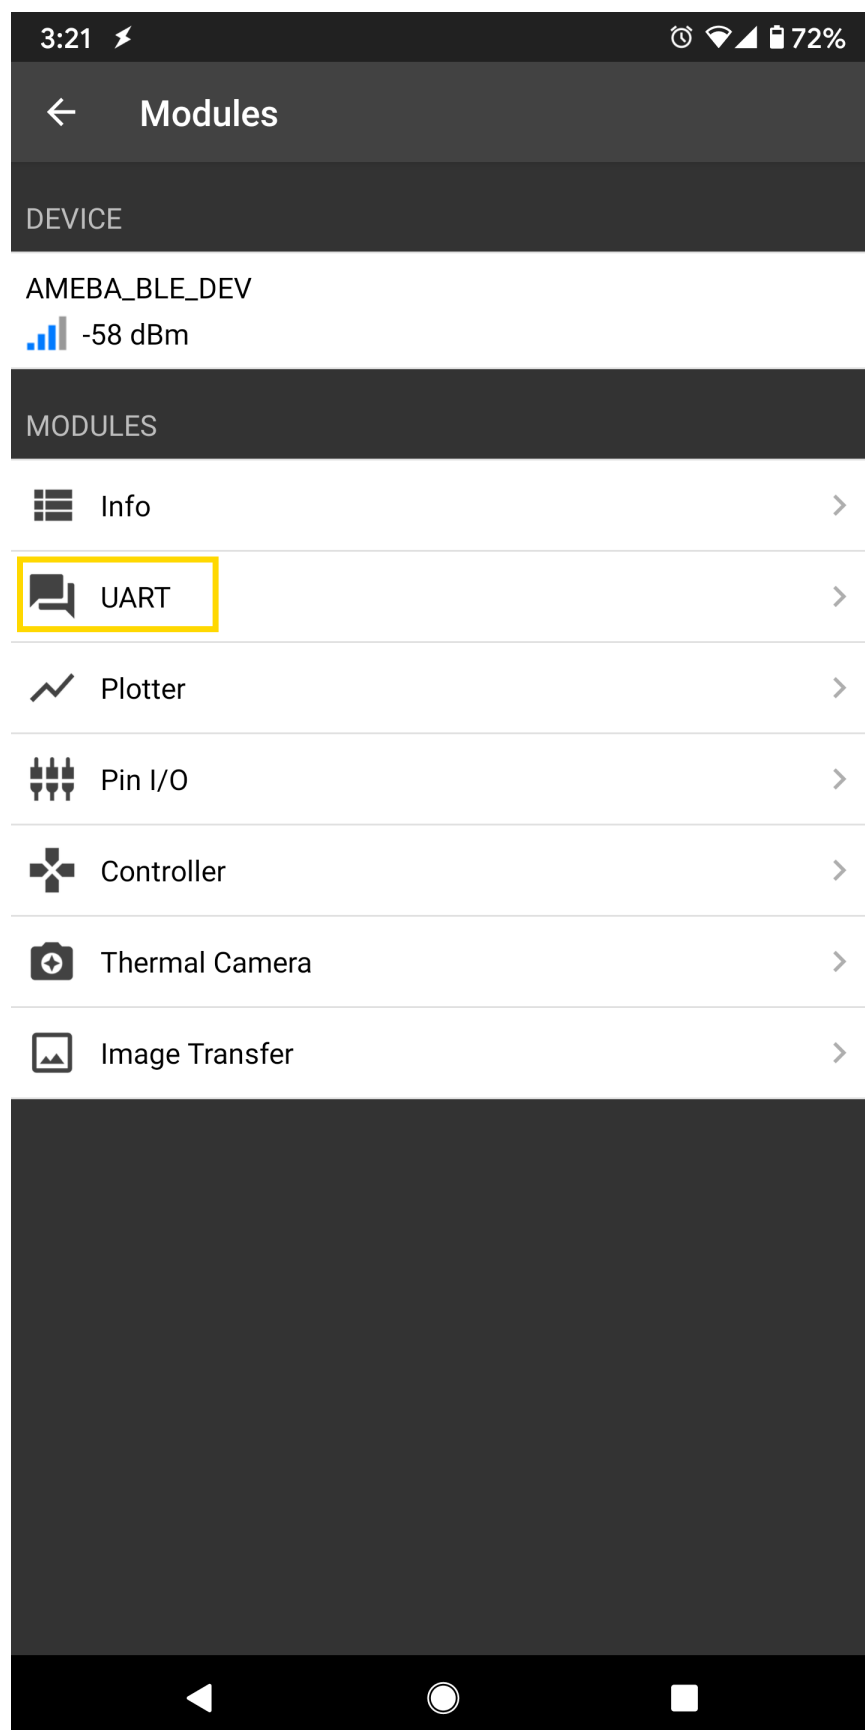 3:21 72%
Modules
DEVICE
AMEBA_BLE_DEV
-58 dBm
MODULES
Info
UART
Plotter
Pin I/O
Controller
Thermal Camera
Image Transfer